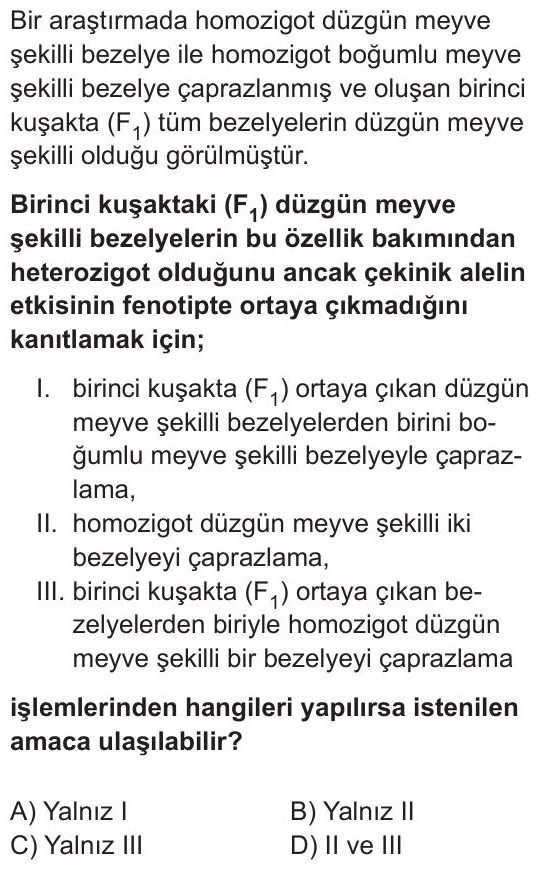 Bir araştırmada homozigot düzgün meyve
şekilli bezelye ile homozigot boğumlu meyve
şekilli bezelye çaprazlanmış ve oluşan birinci
kuşakta (F₁) tüm bezelyelerin düzgün meyve
şekilli olduğu görülmüştür.
Birinci kuşaktaki (F₁) düzgün meyve
şekilli bezelyelerin bu özellik bakımından
heterozigot olduğunu ancak çekinik alelin
etkisinin fenotipte ortaya çıkmadığını
kanıtlamak için;
I. birinci kuşakta (F₁) ortaya çıkan düzgün
meyve şekilli bezelyelerden birini bo-
ğumlu meyve şekilli bezelyeyle çapraz-
lama,
II. homozigot düzgün meyve şekilli iki
bezelyeyi çaprazlama,
III. birinci kuşakta (F₁) ortaya çıkan be-
zelyelerden biriyle homozigot düzgün
meyve şekilli bir bezelyeyi çaprazlama
işlemlerinden hangileri yapılırsa istenilen
amaca ulaşılabilir?
A) Yalnız I B) Yalnız II
C) Yalnız III D) II ve III